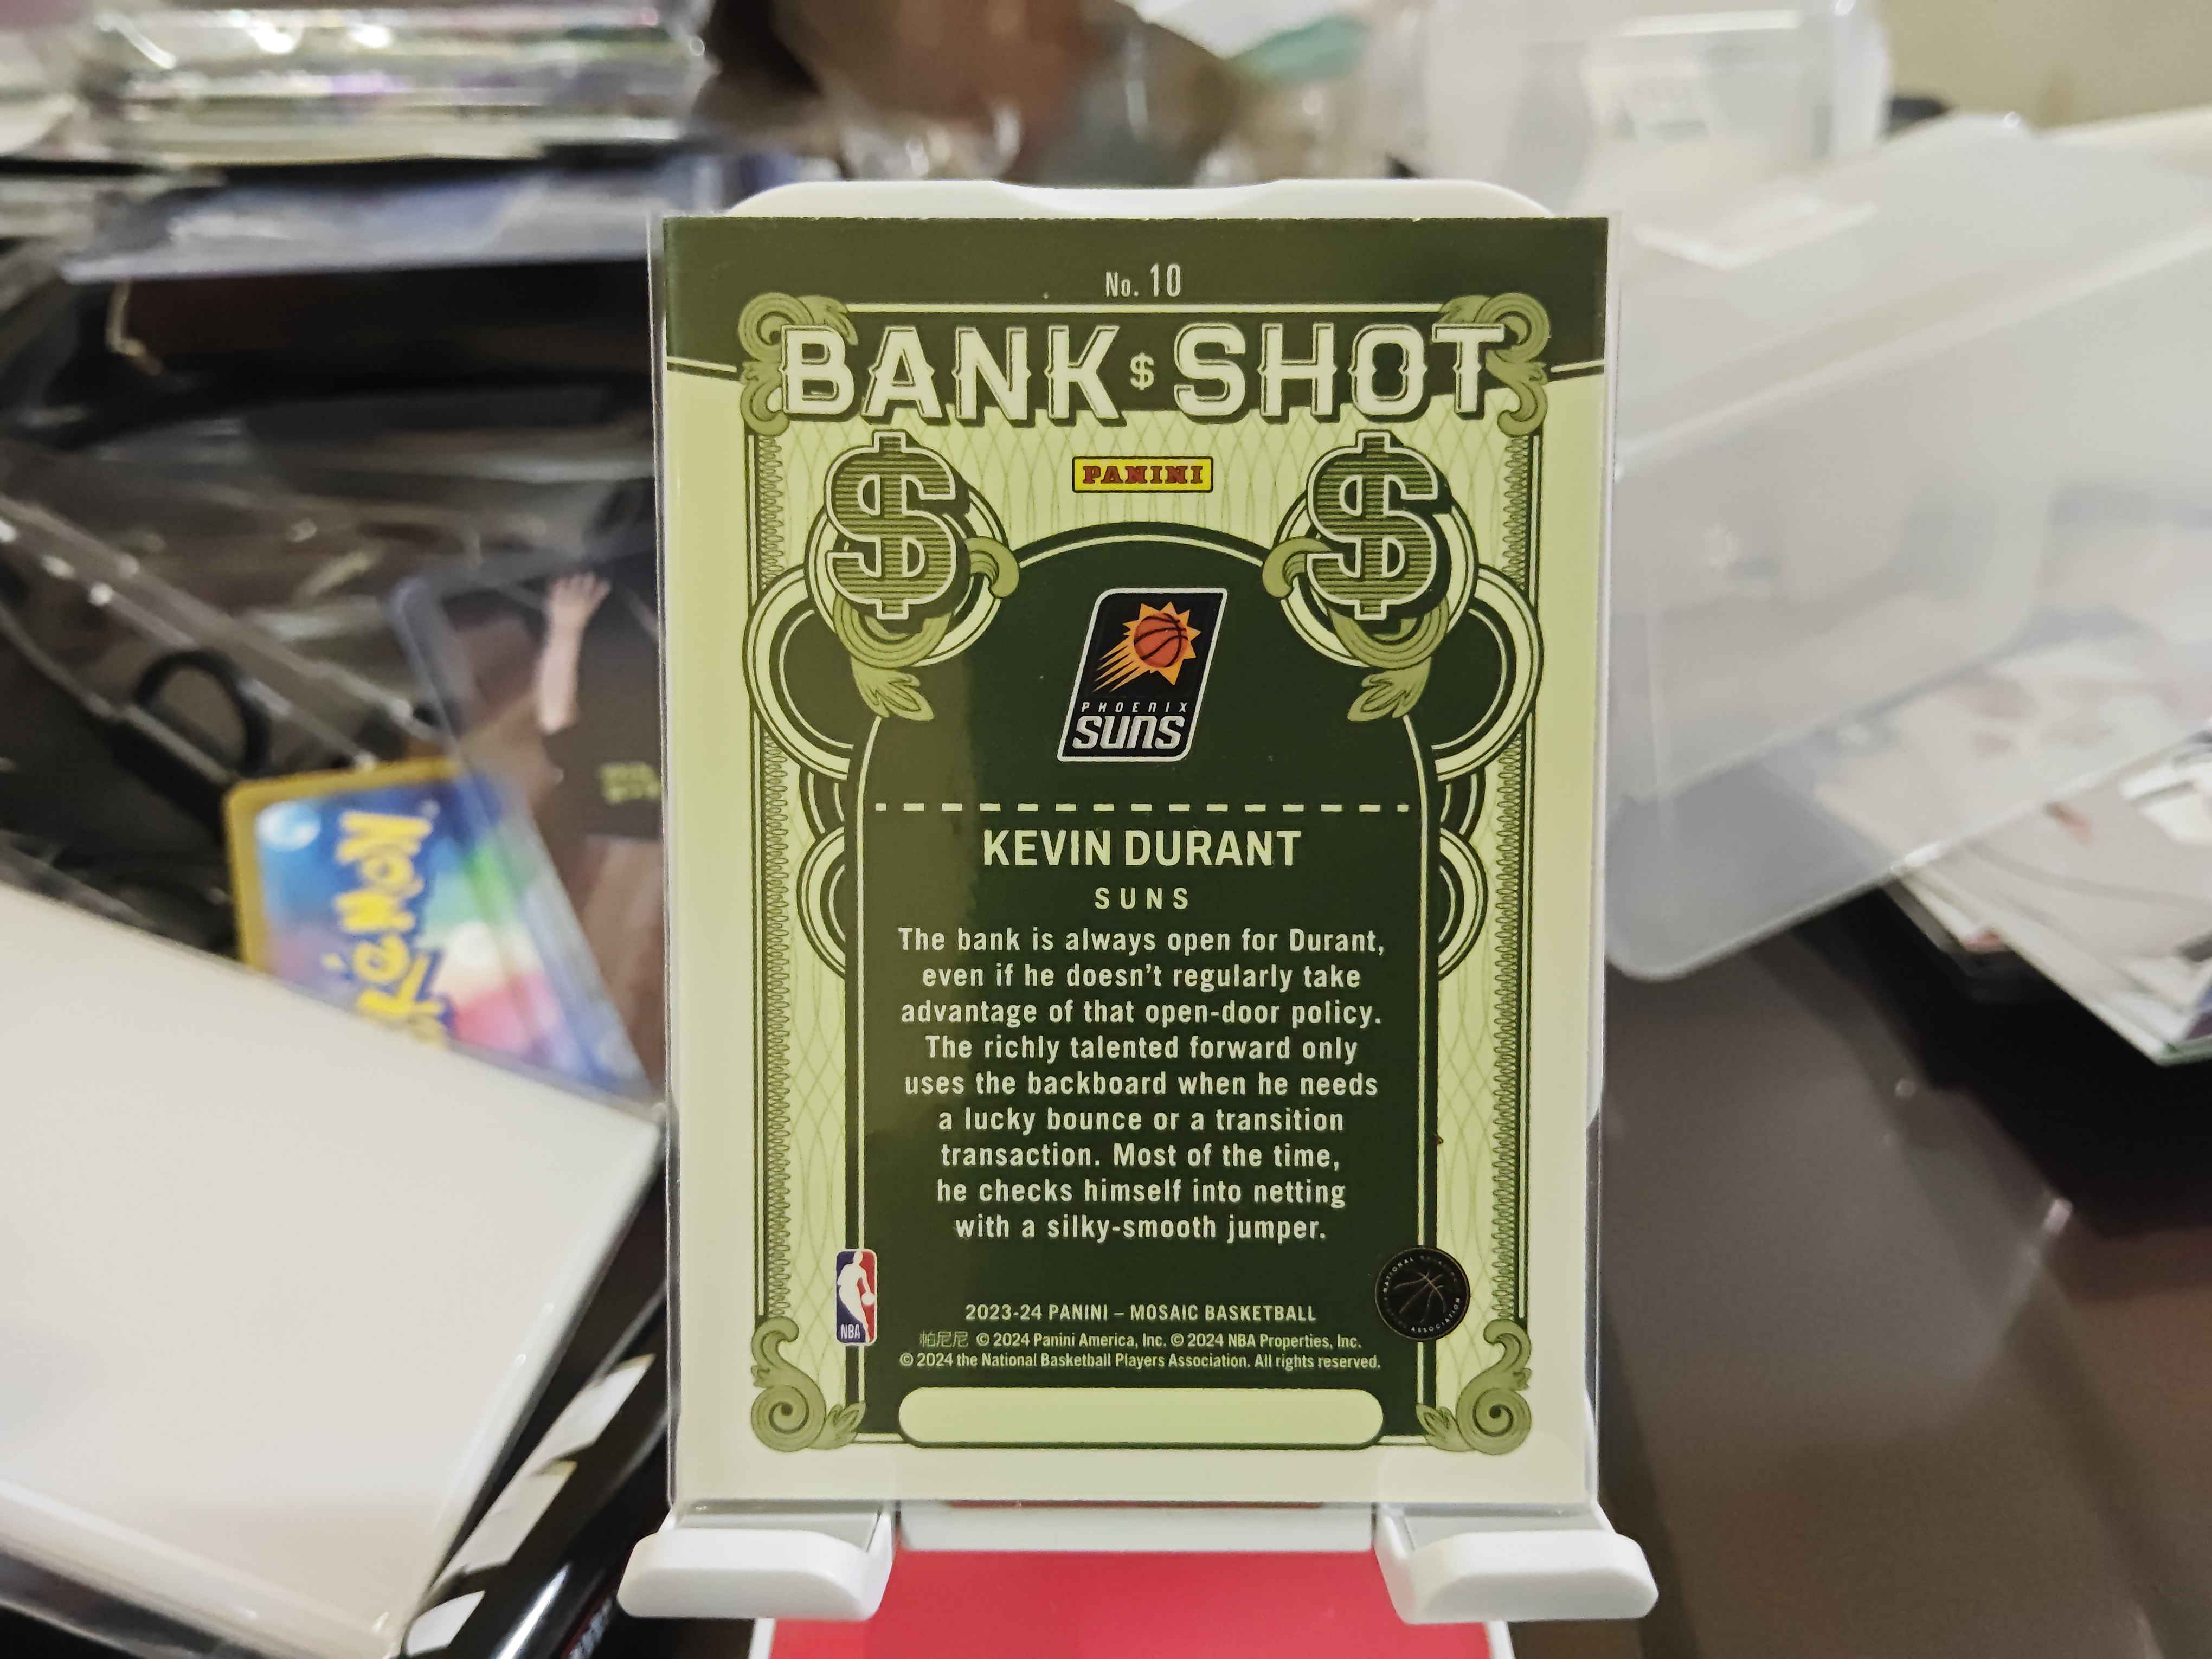 No. 10
BANK $ SHOT
$ $
PANINI
PHOENIX
SUNS
KEVIN DURANT
SUNS
The bank is always open for Durant,
even if he doesn't regularly take
advantage of that open-door policy.
The richly talented forward only
uses the backboard when he needs
a lucky bounce or a transition
transaction. Most of the time,
he checks himself into netting
with a silky-smooth jumper.
NBA
NATIONAL ASSOCIATION
2023-24 PANINI – MOSAIC BASKETBALL
帕尼尼 © 2024 Panini America, Inc. © 2024 NBA Properties, Inc.
© 2024 the National Basketball Players Association. All rights reserved.
POKÉMON